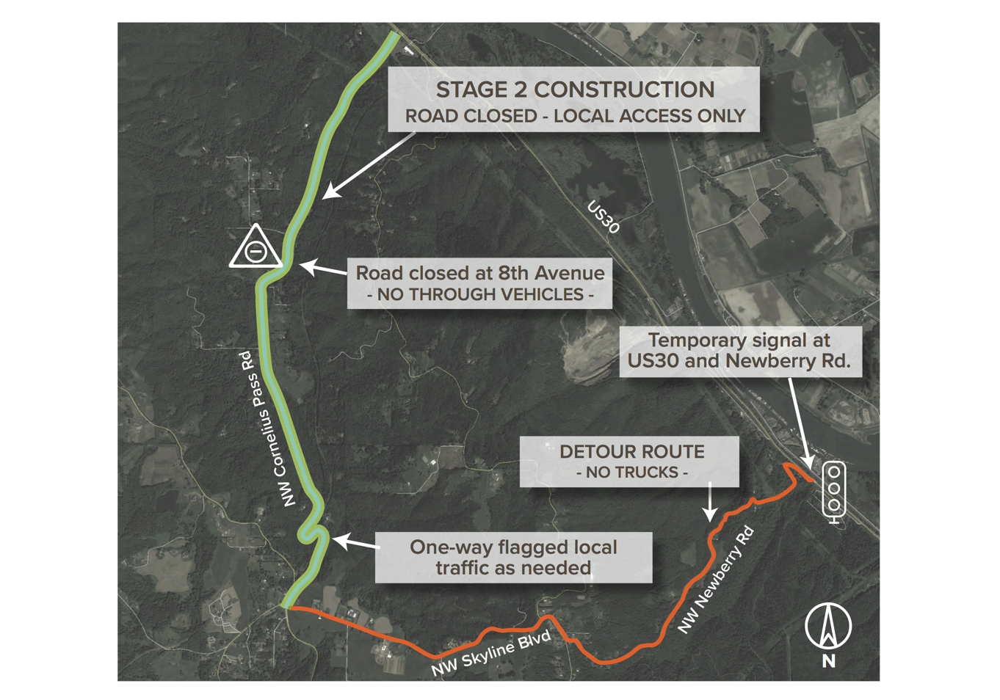 STAGE 2 CONSTRUCTION
ROAD CLOSED - LOCAL ACCESS ONLY
US30
Road closed at 8th Avenue
- NO THROUGH VEHICLES -
Temporary signal at
US30 and Newberry Rd.
NW Cornelius Pass Rd
DETOUR ROUTE
- NO TRUCKS -
One-way flagged local
traffic as needed
NW Newberry Rd
NW Skyline Blvd
N